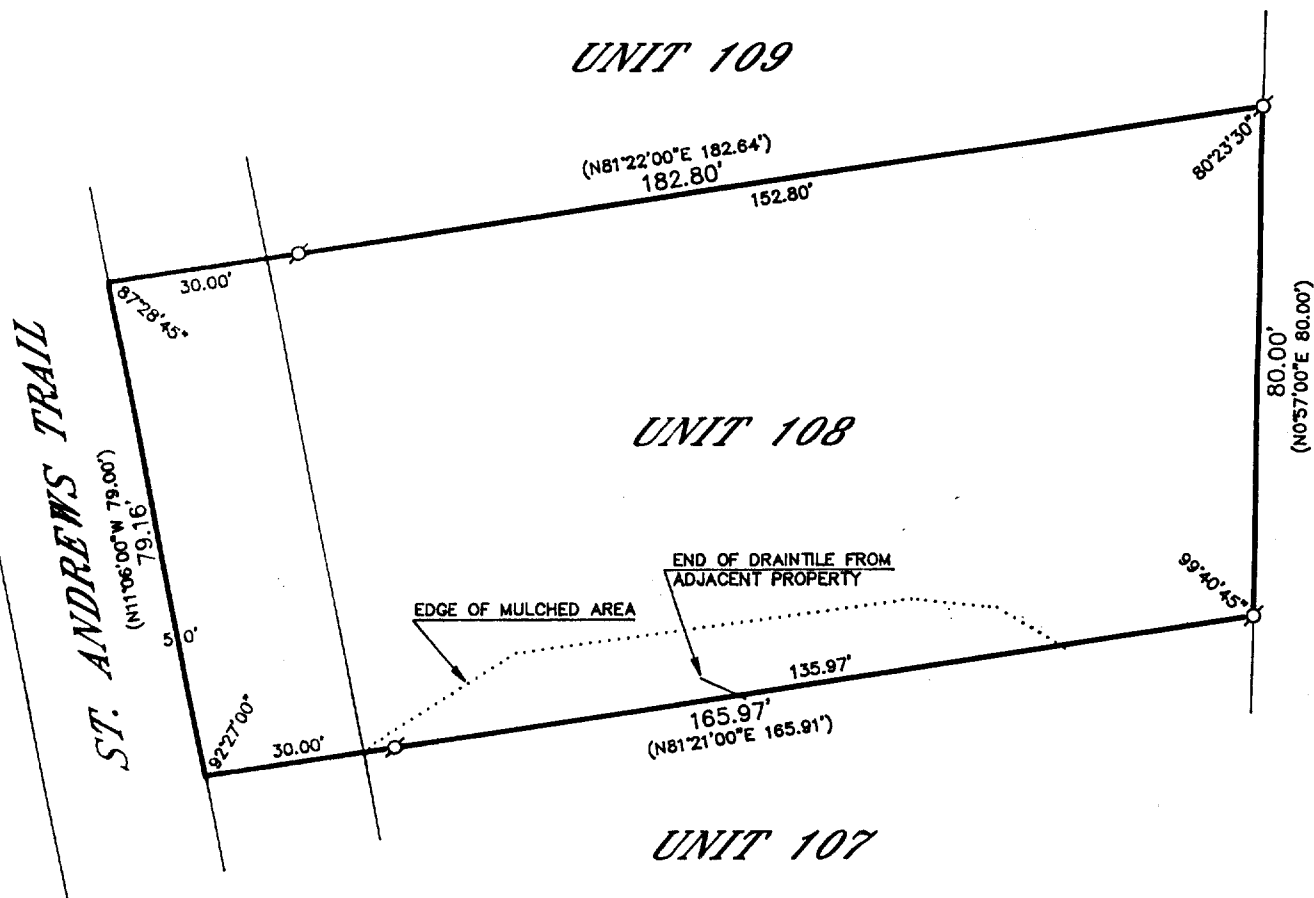 UNIT 109
(N81°22'00"E 182.64')
182.80'
152.80'
80°23'30"
30.00'
87°28'45"
ST. ANDREWS TRAIL
(N11°06'00"W 79.00')
79.16'
80.00'
(N0°57'00"E 80.00')
UNIT 108
END OF DRAINTILE FROM
ADJACENT PROPERTY
99°40'45"
EDGE OF MULCHED AREA
135.97'
165.97'
(N81°21'00"E 165.91')
92°27'00"
30.00'
UNIT 107